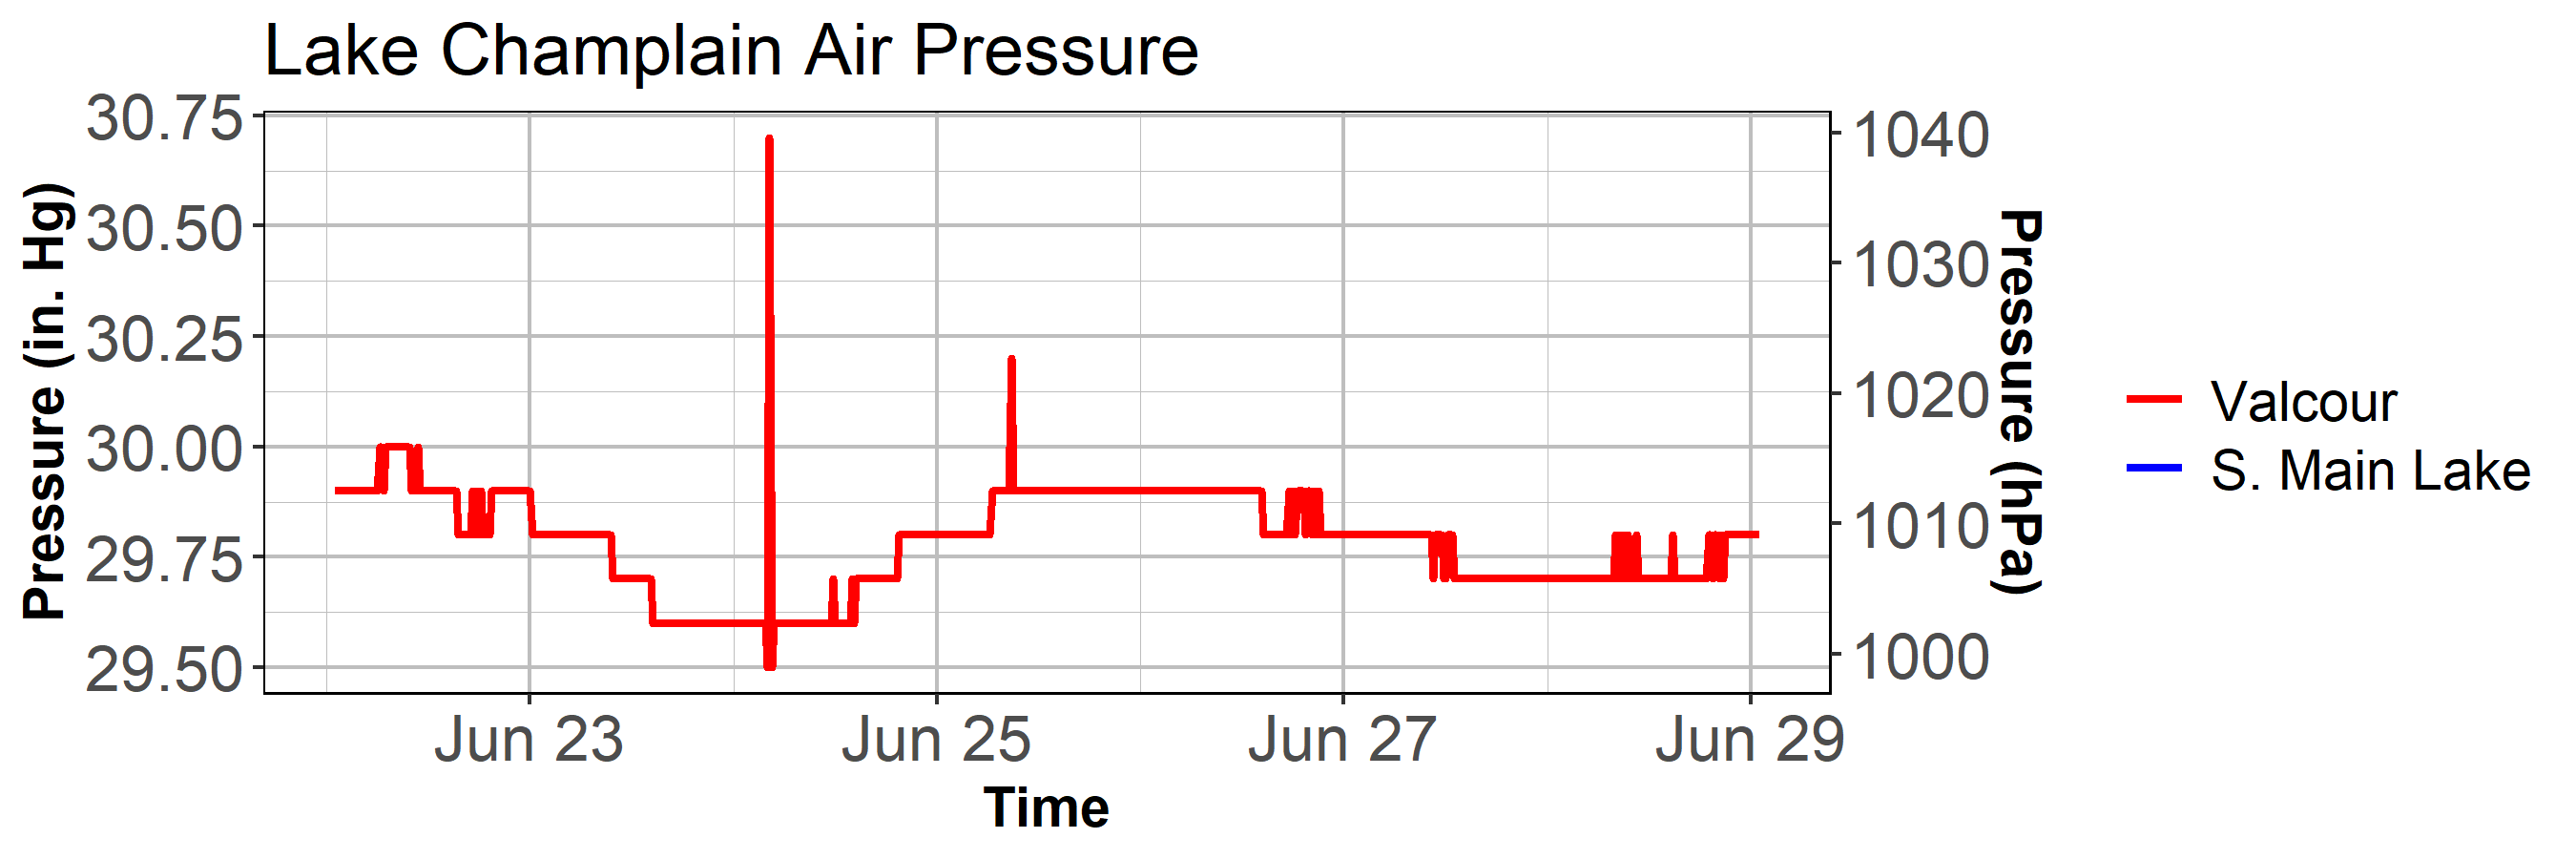 Lake Champlain Air Pressure
Pressure (in. Hg)
30.75
30.50
30.25
30.00
29.75
29.50
1040
1030
1020
1010
1000
Pressure (hPa)
Valcour
S. Main Lake
Jun 23 Jun 25 Jun 27 Jun 29
Time